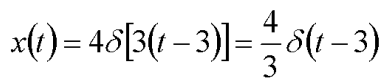 x(t) = 4δ[3(t − 3)] = 4/3 δ(t − 3)